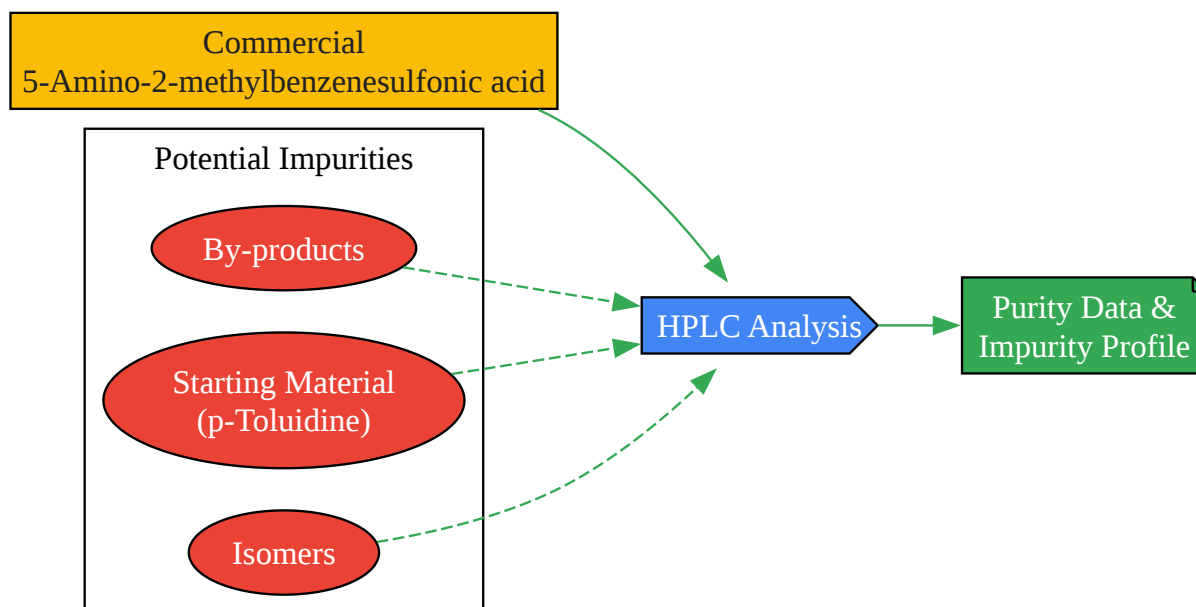 Commercial
5-Amino-2-methylbenzenesulfonic acid
Potential Impurities
By-products
Starting Material
(p-Toluidine)
Isomers
HPLC Analysis
Purity Data &
Impurity Profile